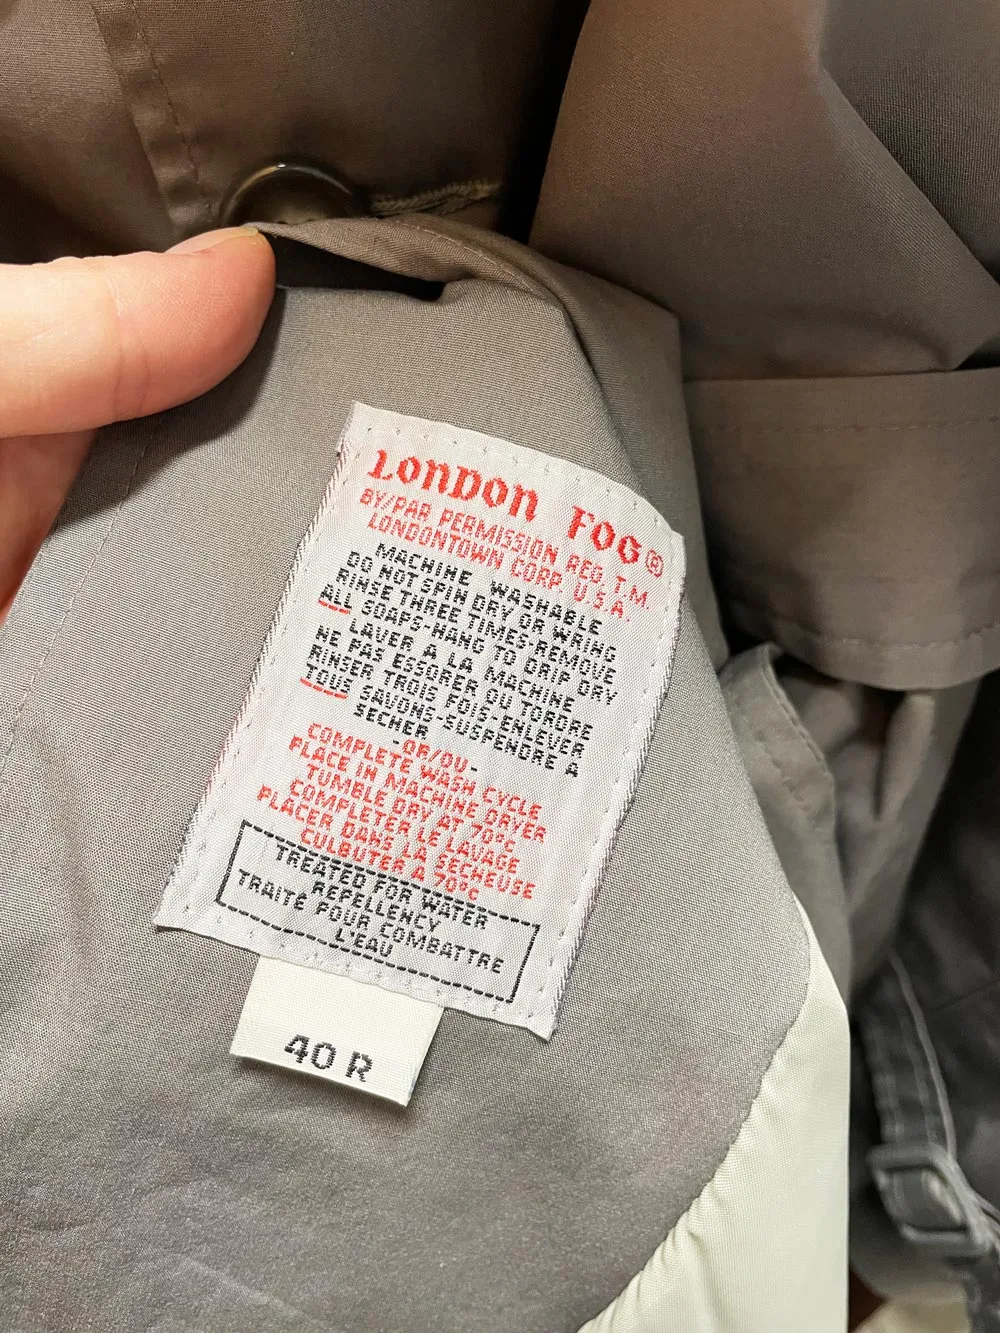 LONDON FOG®
BY/PAR PERMISSION REG. T.M.
LONDONTOWN CORP. U.S.A.
MACHINE WASHABLE
DO NOT SPIN DRY OR WRING
RINSE THREE TIMES-REMOVE
ALL SOAPS-HANG TO DRIP DRY
LAVER A LA MACHINE
NE PAS ESSORER OU TORDRE
RINSER TROIS FOIS-ENLEVER
TOUS SAVONS-SUSPENDRE A
SECHER
-OR/OU-
COMPLETE WASH CYCLE
PLACE IN MACHINE DRYER
TUMBLE DRY AT 70°C
COMPLETER LE LAVAGE
PLACER DANS LA SECHEUSE
CULBUTER A 70°C
TREATED FOR WATER
REPELLENCY
TRAITÉ POUR COMBATTRE
L'EAU
40 R